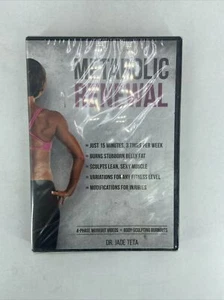 METABOLIC
RENEWAL
JUST 15 MINUTES, 3 TIMES PER WEEK
BURNS STUBBORN BELLY FAT
SCULPTS LEAN, SEXY MUSCLE
VARIATIONS FOR ANY FITNESS LEVEL
MODIFICATIONS FOR INJURIES
4-PHASE WORKOUT VIDEOS + BODY SCULPTING WORKOUTS
DR. JADE TETA